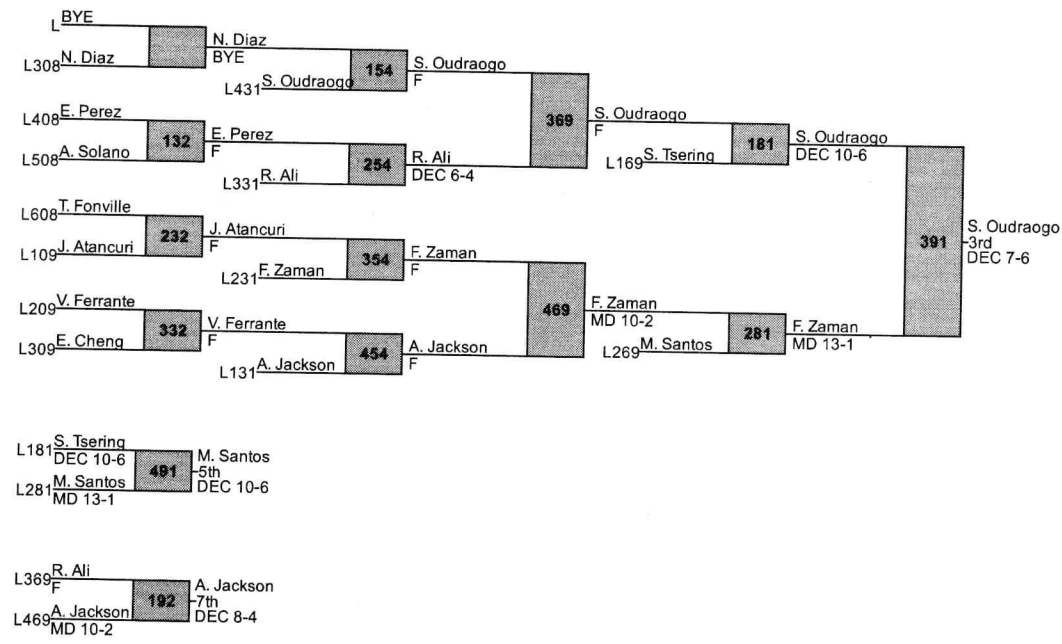 L BYE
L308 N. Diaz
N. Diaz
BYE
L431 S. Oudraogo
154
S. Oudraogo
F
L408 E. Perez
L508 A. Solano
132
E. Perez
F
L331 R. Ali
254
R. Ali
DEC 6-4
369
S. Oudraogo
F
L169 S. Tsering
181
S. Oudraogo
DEC 10-6
L608 T. Fonville
L109 J. Atancuri
232
J. Atancuri
F
L231 F. Zaman
354
F. Zaman
F
L209 V. Ferrante
L309 E. Cheng
332
V. Ferrante
F
L131 A. Jackson
454
A. Jackson
F
469
F. Zaman
MD 10-2
L269 M. Santos
281
F. Zaman
MD 13-1
391
S. Oudraogo
3rd
DEC 7-6
L181 S. Tsering
DEC 10-6
L281 M. Santos
MD 13-1
491
M. Santos
5th
DEC 10-6
L369 R. Ali
F
L469 A. Jackson
MD 10-2
192
A. Jackson
7th
DEC 8-4